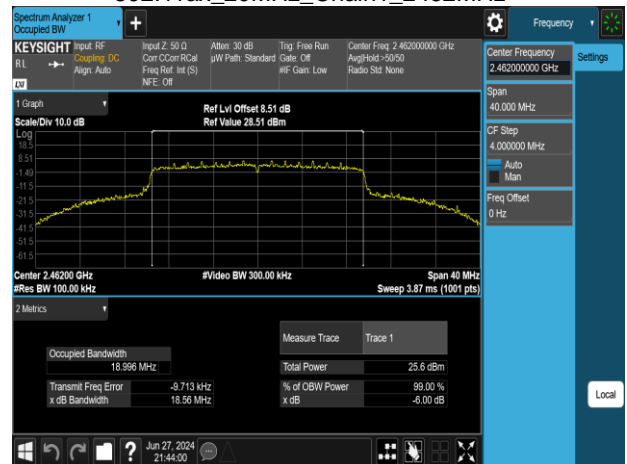 Spectrum Analyzer 1
Occupied BW
+
Frequency
KEYSIGHT
RL
LXI
Input: RF
Coupling: DC
Align: Auto
Input Z: 50 Ω
Corr CCorr RCal
Freq Ref: Int (S)
NFE: Off
Atten: 30 dB
µW Path: Standard
Trig: Free Run
Gate: Off
#IF Gain: Low
Center Freq: 2.462000000 GHz
Avg|Hold:>50/50
Radio Std: None
Center Frequency
2.462000000 GHz
Settings
Span
40.000 MHz
CF Step
4.000000 MHz
Auto
Man
Freq Offset
0 Hz
Local
1 Graph
Scale/Div 10.0 dB
Ref Lvl Offset 8.51 dB
Ref Value 28.51 dBm
Log
18.5
8.51
-1.49
-11.5
-21.5
-31.5
-41.5
-51.5
-61.5
Center 2.46200 GHz
#Video BW 300.00 kHz
Span 40 MHz
#Res BW 100.00 kHz
Sweep 3.87 ms (1001 pts)
2 Metrics
Measure Trace Trace 1
Occupied Bandwidth
18.996 MHz
Total Power 25.6 dBm
Transmit Freq Error -9.713 kHz
% of OBW Power 99.00 %
x dB Bandwidth 18.56 MHz
x dB -6.00 dB
?
Jun 27, 2024
21:44:00